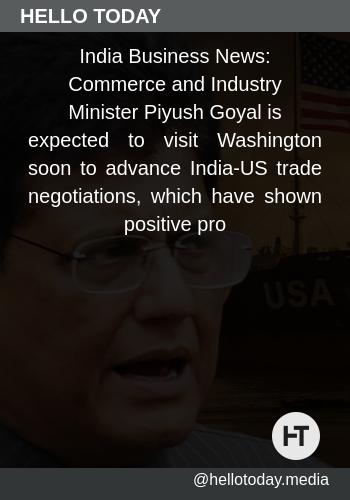 HELLO TODAY
India Business News:
Commerce and Industry
Minister Piyush Goyal is
expected to visit Washington
soon to advance India-US trade
negotiations, which have shown
positive pro
USA
HT
@hellotoday.media